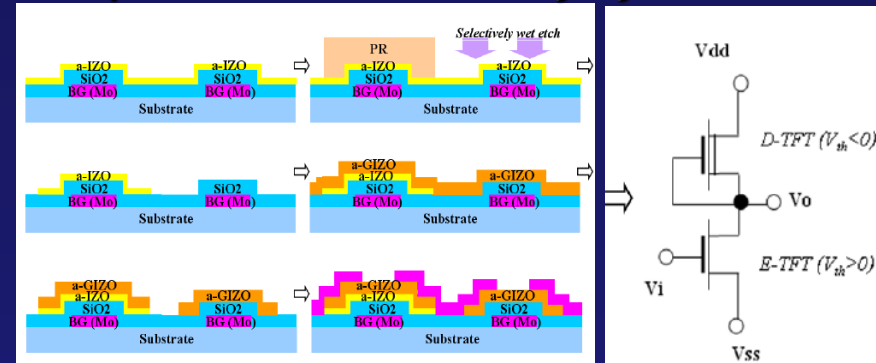 Selectively wet etch
a-IZO a-IZO
SiO2 SiO2
BG (Mo) BG (Mo)
Substrate
PR
a-IZO a-IZO
SiO2 SiO2
BG (Mo) BG (Mo)
Substrate
a-IZO
SiO2 SiO2
BG (Mo) BG (Mo)
Substrate
a-GIZO
a-IZO a-GIZO
SiO2 SiO2
BG (Mo) BG (Mo)
Substrate
a-GIZO
a-IZO a-GIZO
SiO2 SiO2
BG (Mo) BG (Mo)
Substrate
a-GIZO
a-IZO a-GIZO
SiO2 SiO2
BG (Mo) BG (Mo)
Substrate
Vdd
D-TFT (Vth<0)
Vo
E-TFT (Vth>0)
Vi
Vss